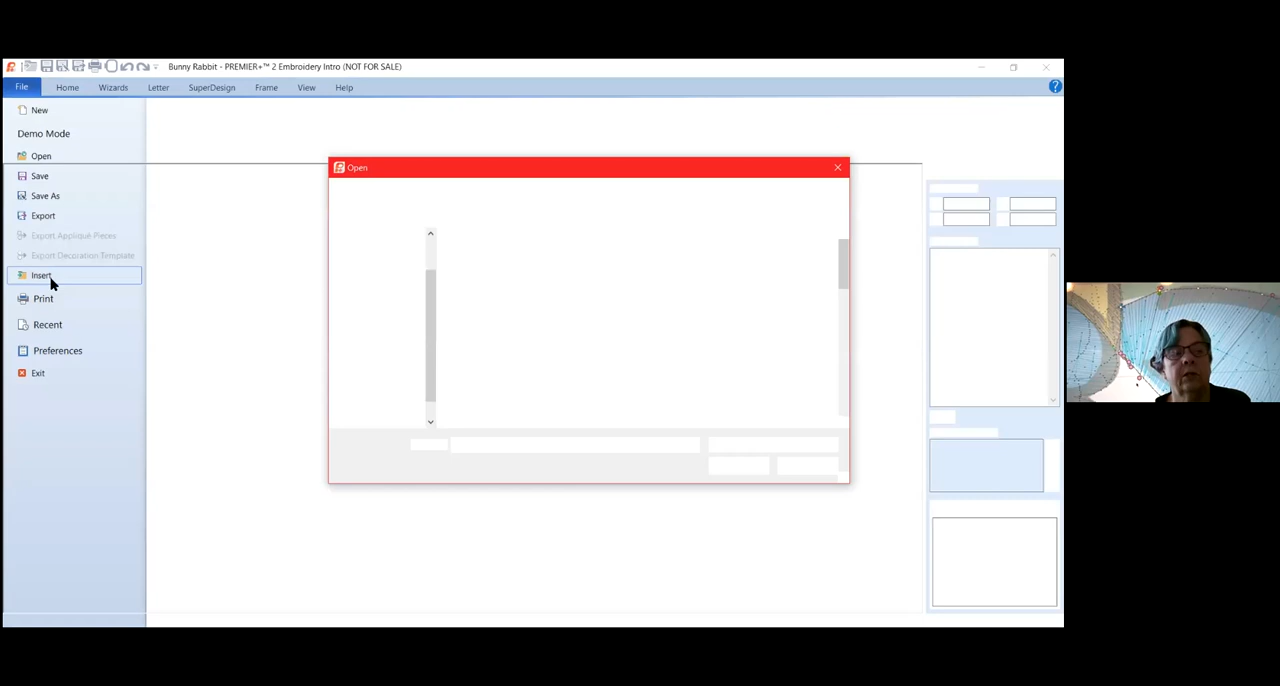 Bunny Rabbit - PREMIER+™ 2 Embroidery Intro (NOT FOR SALE)
File Home Wizards Letter SuperDesign Frame View Help
New
Demo Mode
Open
Save
Save As
Export
Export Appliqué Pieces
Export Decoration Template
Insert
Print
Recent
Preferences
Exit
Open